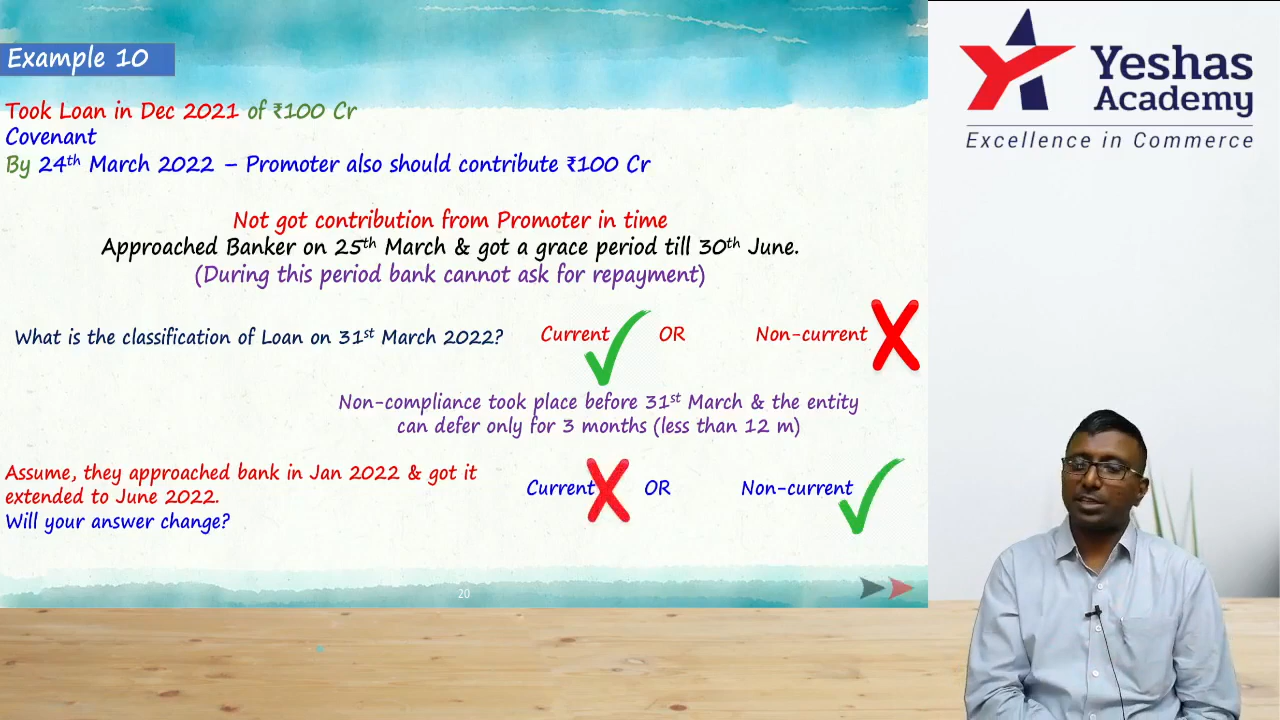 Example 10
Took Loan in Dec 2021 of ₹100 Cr
Covenant
By 24th March 2022 – Promoter also should contribute ₹100 Cr
Not got contribution from Promoter in time
Approached Banker on 25th March & got a grace period till 30th June.
(During this period bank cannot ask for repayment)
What is the classification of Loan on 31st March 2022?
Current OR Non-current
Non-compliance took place before 31st March & the entity
can defer only for 3 months (less than 12 m)
Assume, they approached bank in Jan 2022 & got it
extended to June 2022.
Will your answer change?
Current OR Non-current
20
Yeshas
Academy
Excellence in Commerce